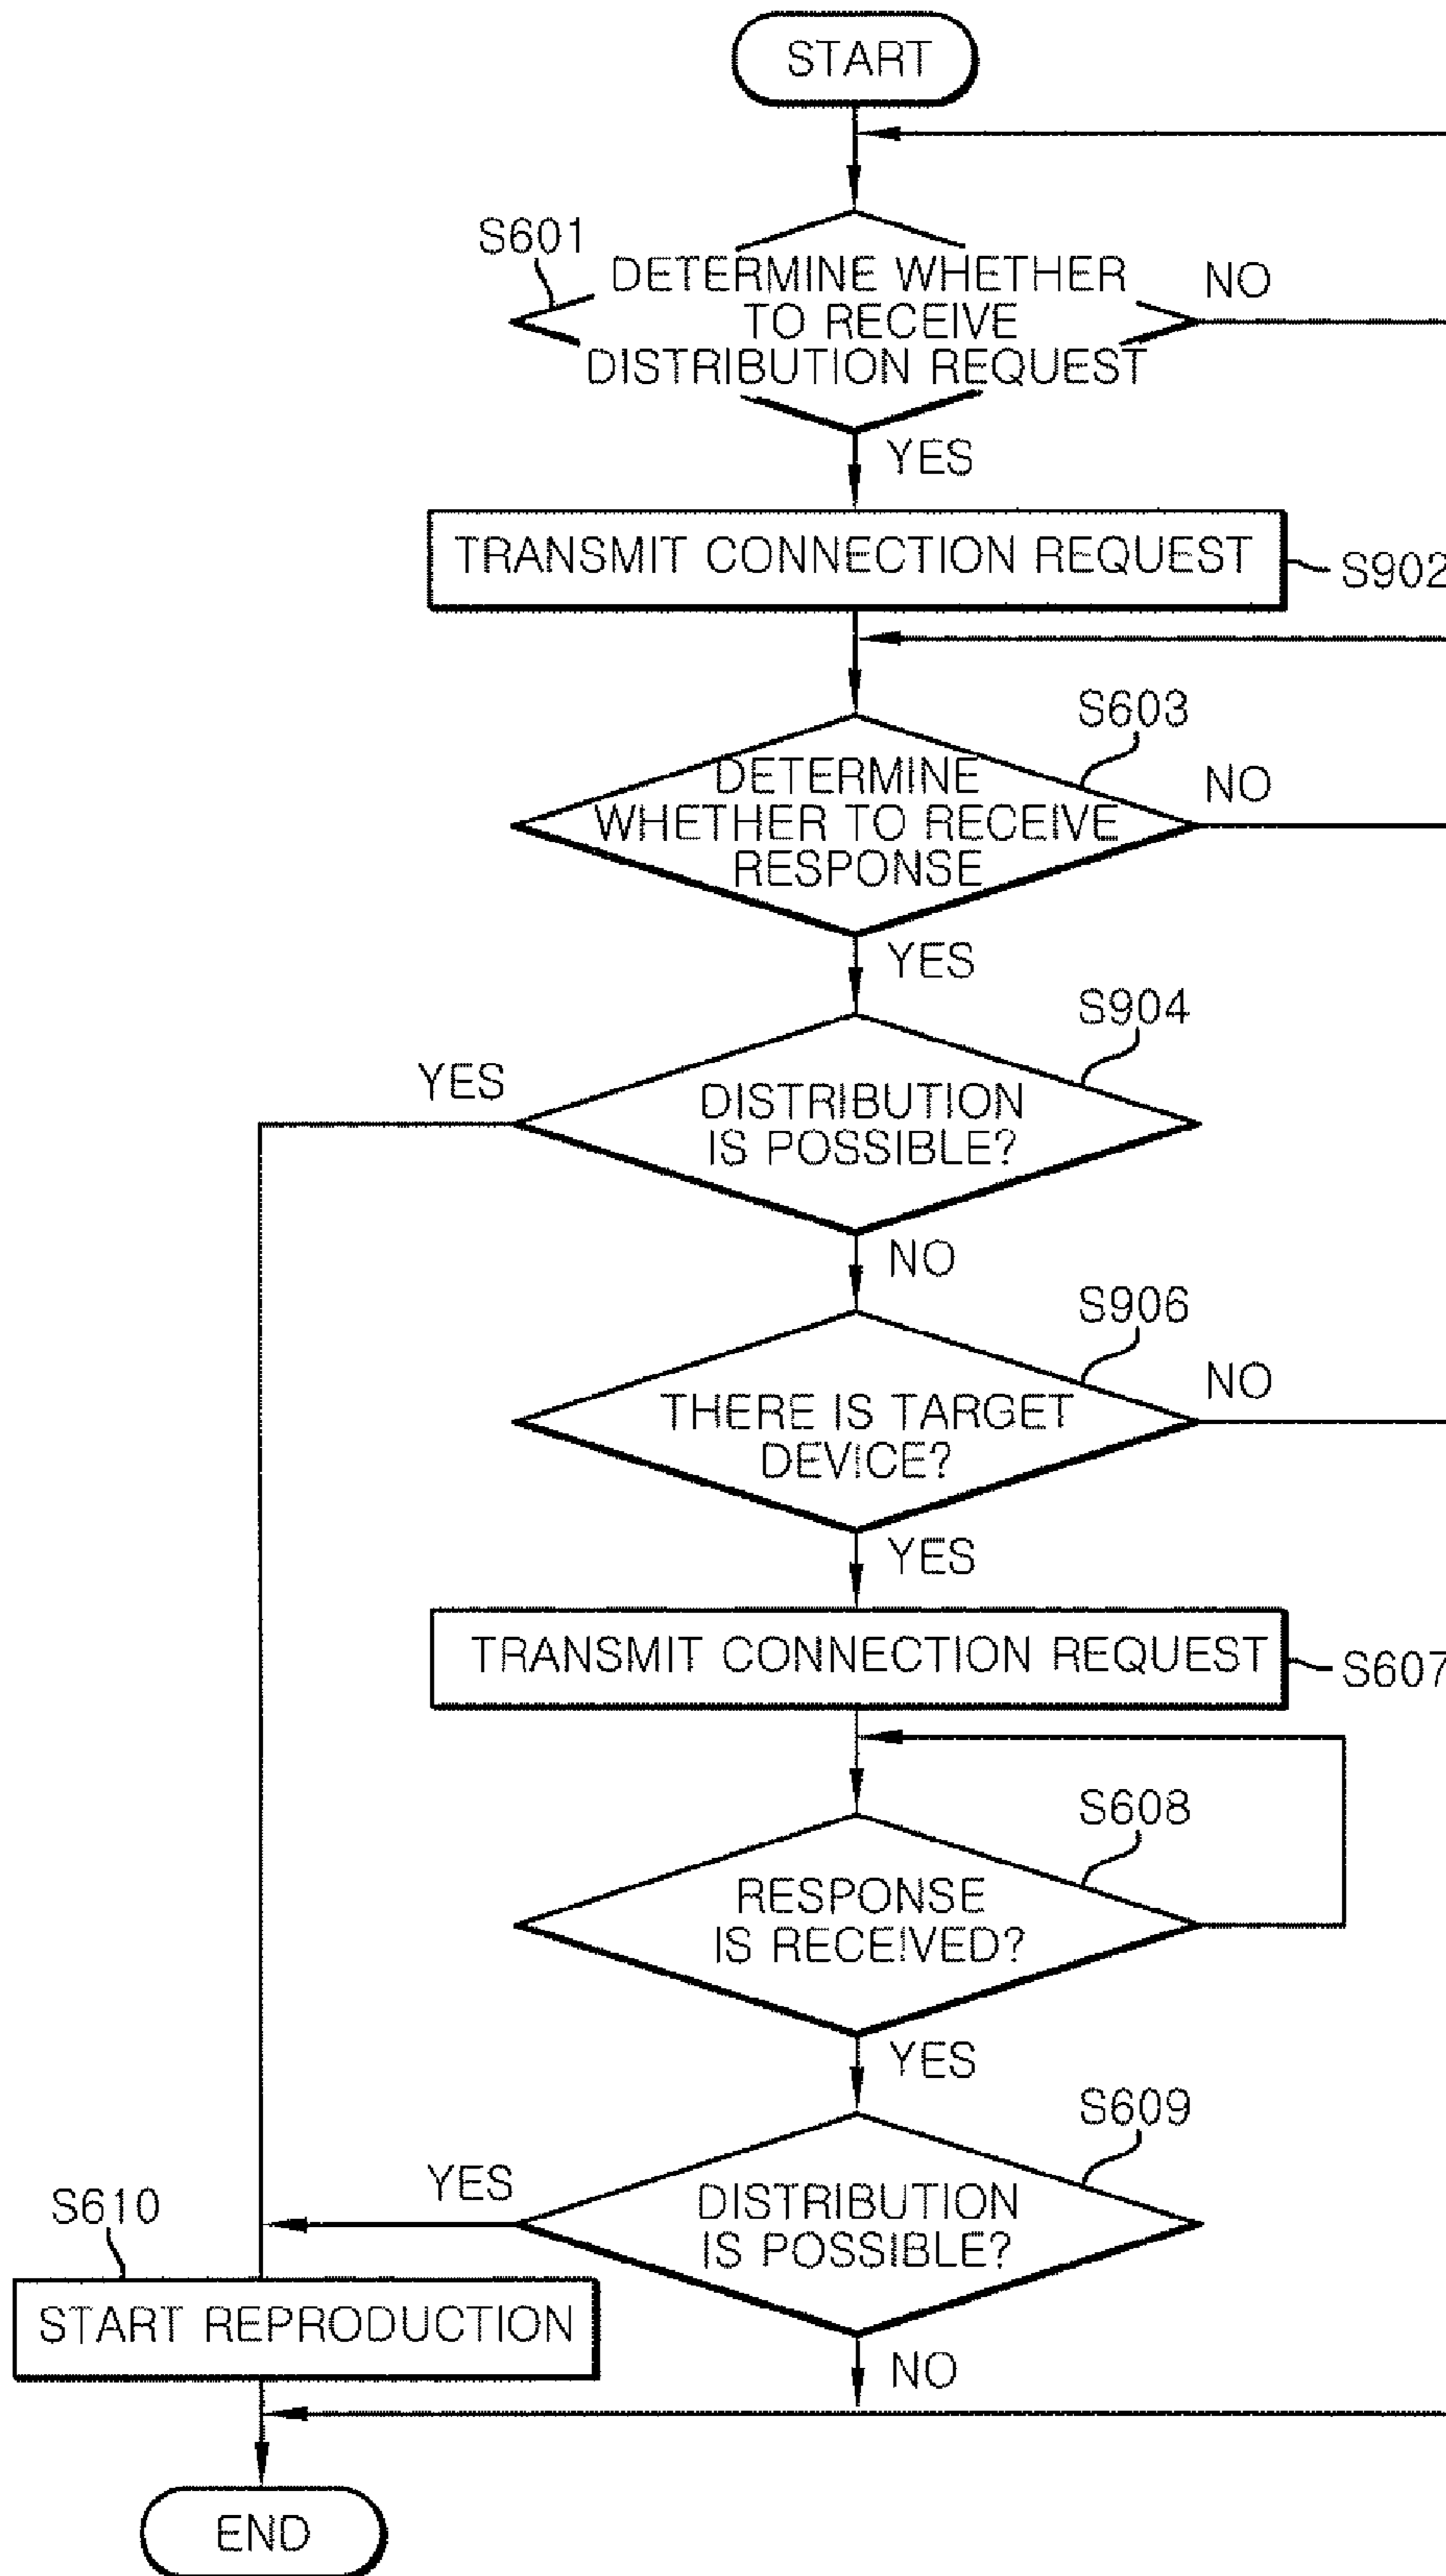 START
S601
DETERMINE WHETHER
TO RECEIVE
DISTRIBUTION REQUEST
NO
YES
TRANSMIT CONNECTION REQUEST
S902
S603
DETERMINE
WHETHER TO RECEIVE
RESPONSE
NO
YES
S904
YES
DISTRIBUTION
IS POSSIBLE?
NO
S906
THERE IS TARGET
DEVICE?
NO
YES
TRANSMIT CONNECTION REQUEST
S607
S608
RESPONSE
IS RECEIVED?
YES
S609
YES
DISTRIBUTION
IS POSSIBLE?
S610
START REPRODUCTION
NO
END